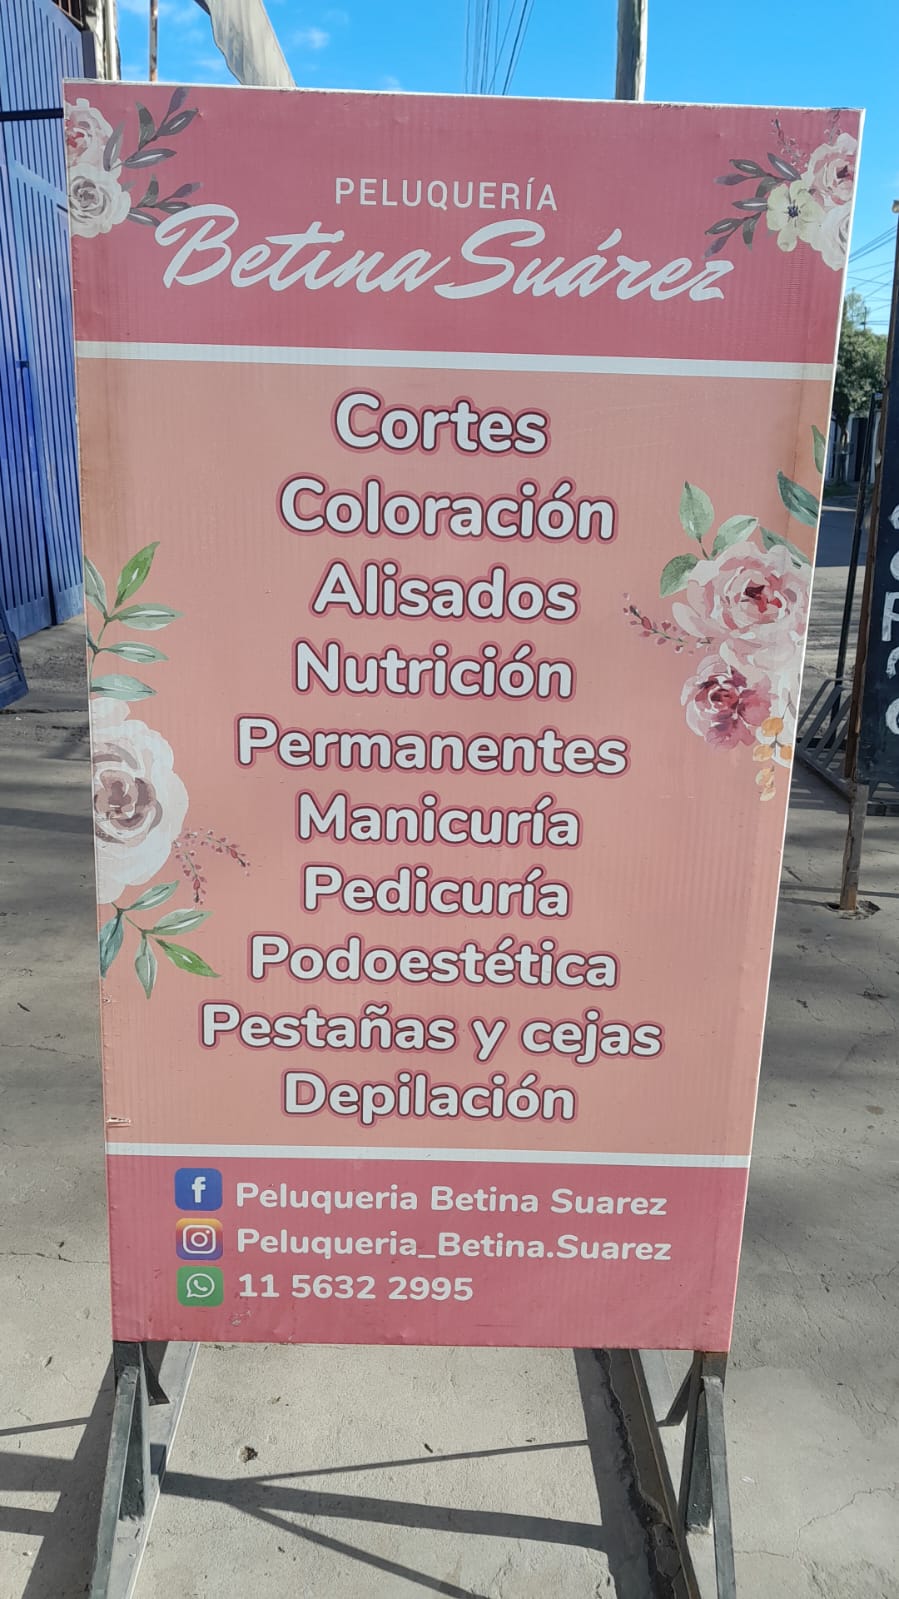 PELUQUERÍA
Betina Suárez
Cortes
Coloración
Alisados
Nutrición
Permanentes
Manicuría
Pedicuría
Podoestética
Pestañas y cejas
Depilación
Peluqueria Betina Suarez
Peluqueria_Betina.Suarez
11 5632 2995